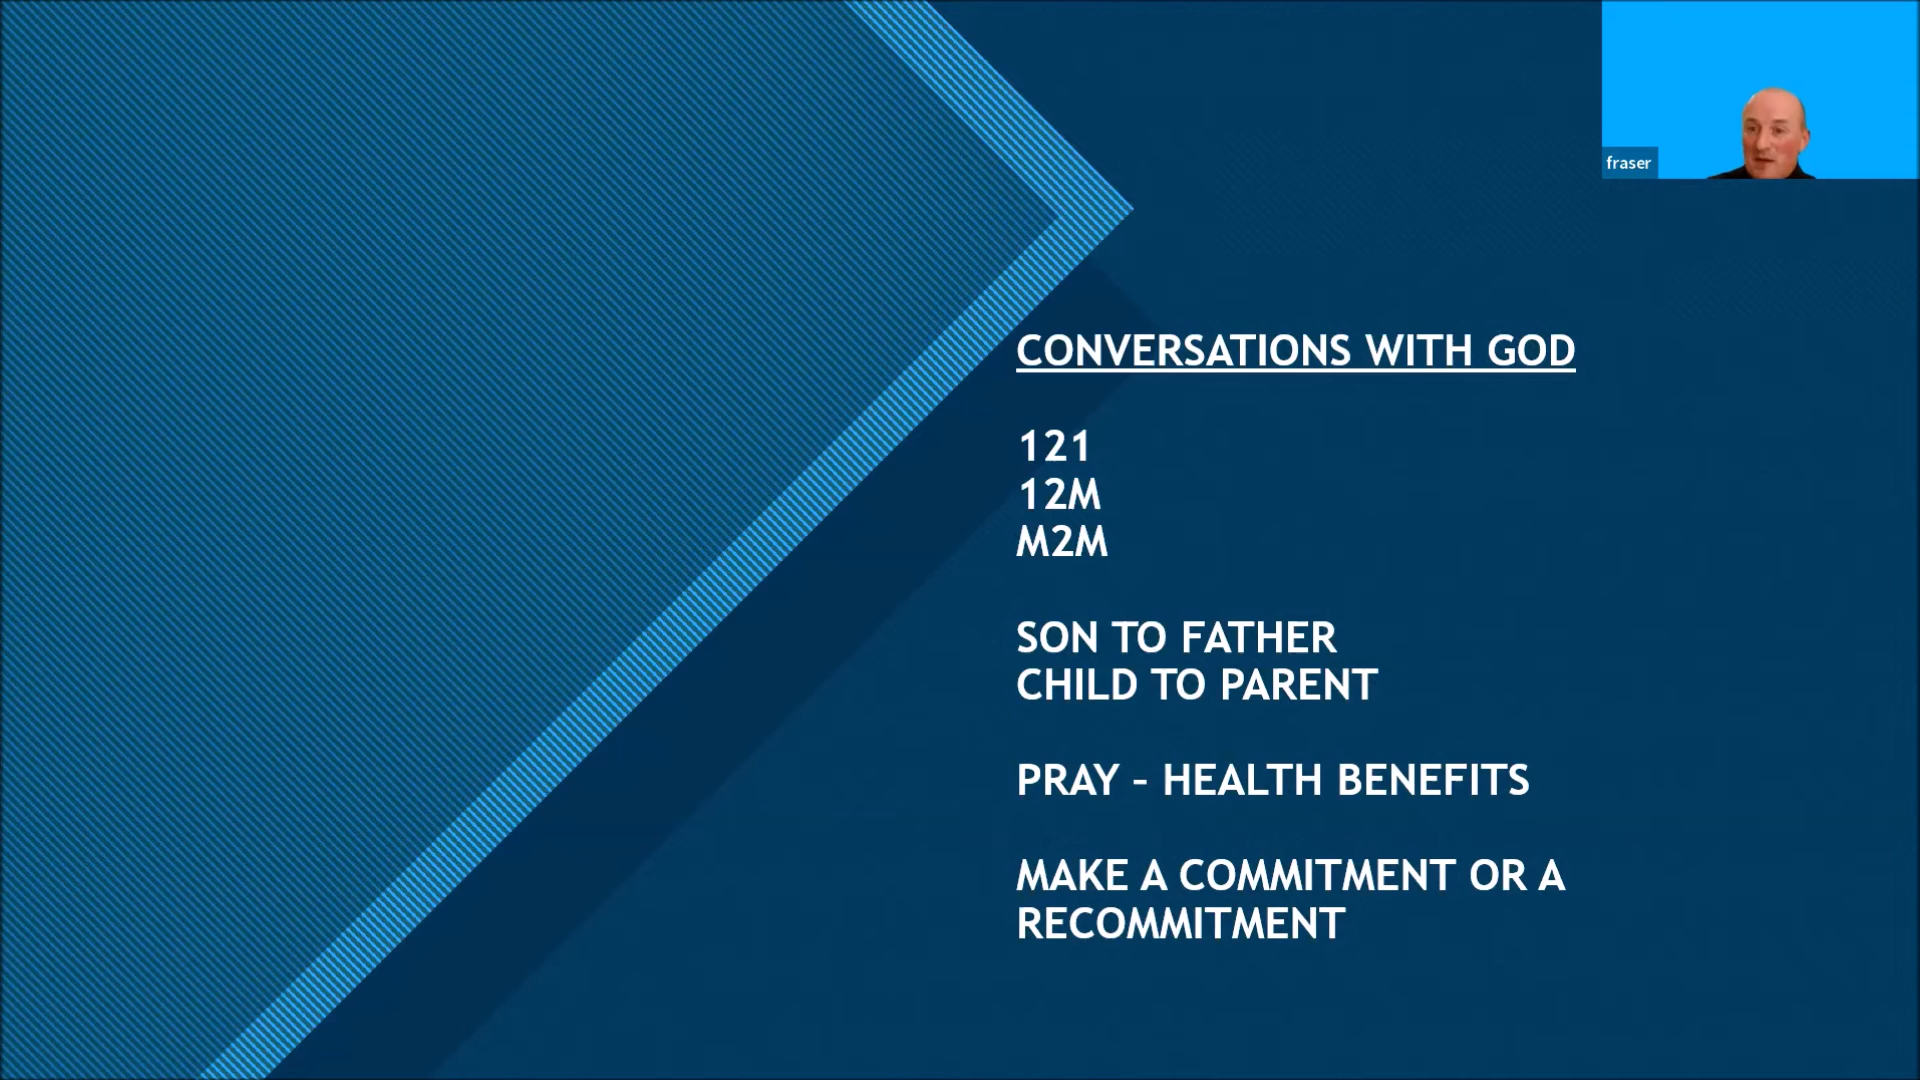 fraser
CONVERSATIONS WITH GOD
121
12M
M2M
SON TO FATHER
CHILD TO PARENT
PRAY – HEALTH BENEFITS
MAKE A COMMITMENT OR A
RECOMMITMENT